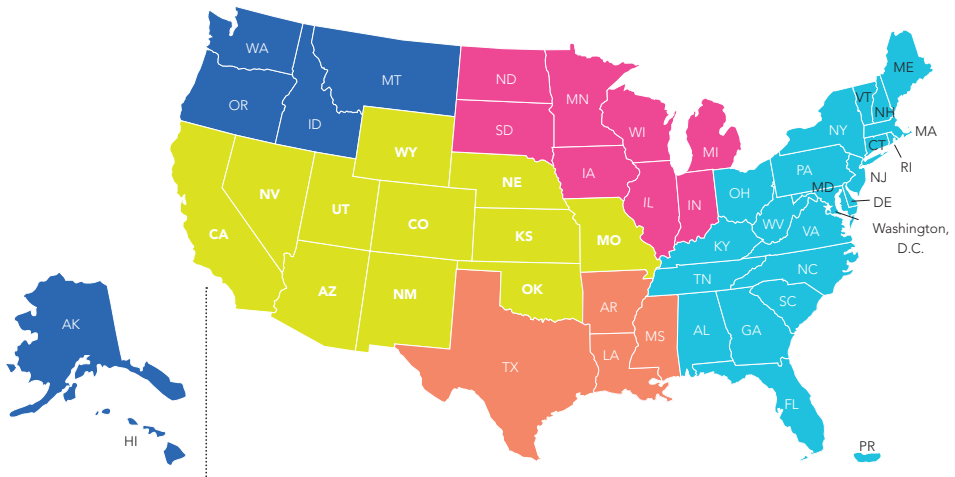 WA
MT
ND
MN
ME
VT
NH
OR
ID
SD
WI
NY
MA
WY
MI
CT
RI
NV
NE
IA
PA
NJ
UT
IL
IN
OH
MD
DE
CA
CO
KS
MO
KY
WV
VA
Washington,
D.C.
AZ
NM
OK
TN
NC
AK
AR
MS
AL
GA
SC
TX
LA
FL
HI
PR